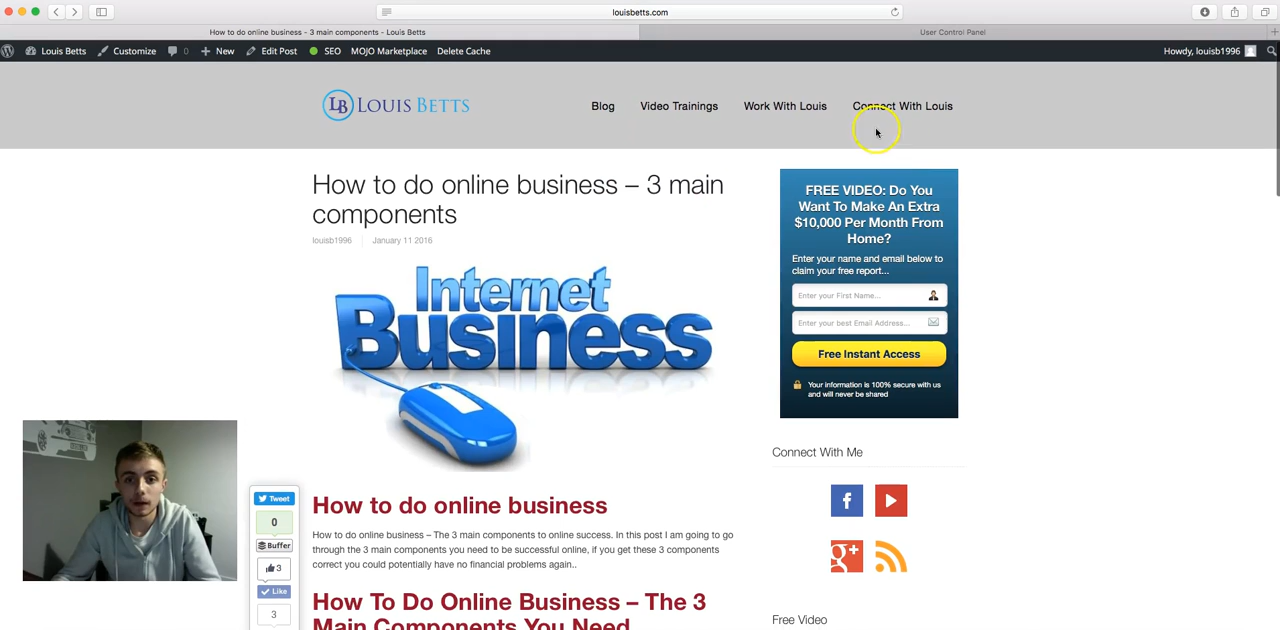 louisbetts.com
How to do online business - 3 main components - Louis Betts
User Control Panel
Louis Betts
Customize
0
New
Edit Post
SEO
MOJO Marketplace
Delete Cache
Howdy, louisb1996
LB LOUIS BETTS
Blog
Video Trainings
Work With Louis
Connect With Louis
How to do online business – 3 main
components
louisb1996
January 11 2016
Internet
Business
FREE VIDEO: Do You
Want To Make An Extra
$10,000 Per Month From
Home?
Enter your name and email below to
claim your free report...
Enter your First Name...
Enter your best Email Address...
Free Instant Access
Your information is 100% secure with us
and will never be shared
Connect With Me
f
g+
Free Video
Tweet
0
Buffer
3
Like
3
How to do online business
How to do online business – The 3 main components to online success. In this post I am going to go
through the 3 main components you need to be successful online, if you get these 3 components
correct you could potentially have no financial problems again..
How To Do Online Business – The 3
Main Components You Need